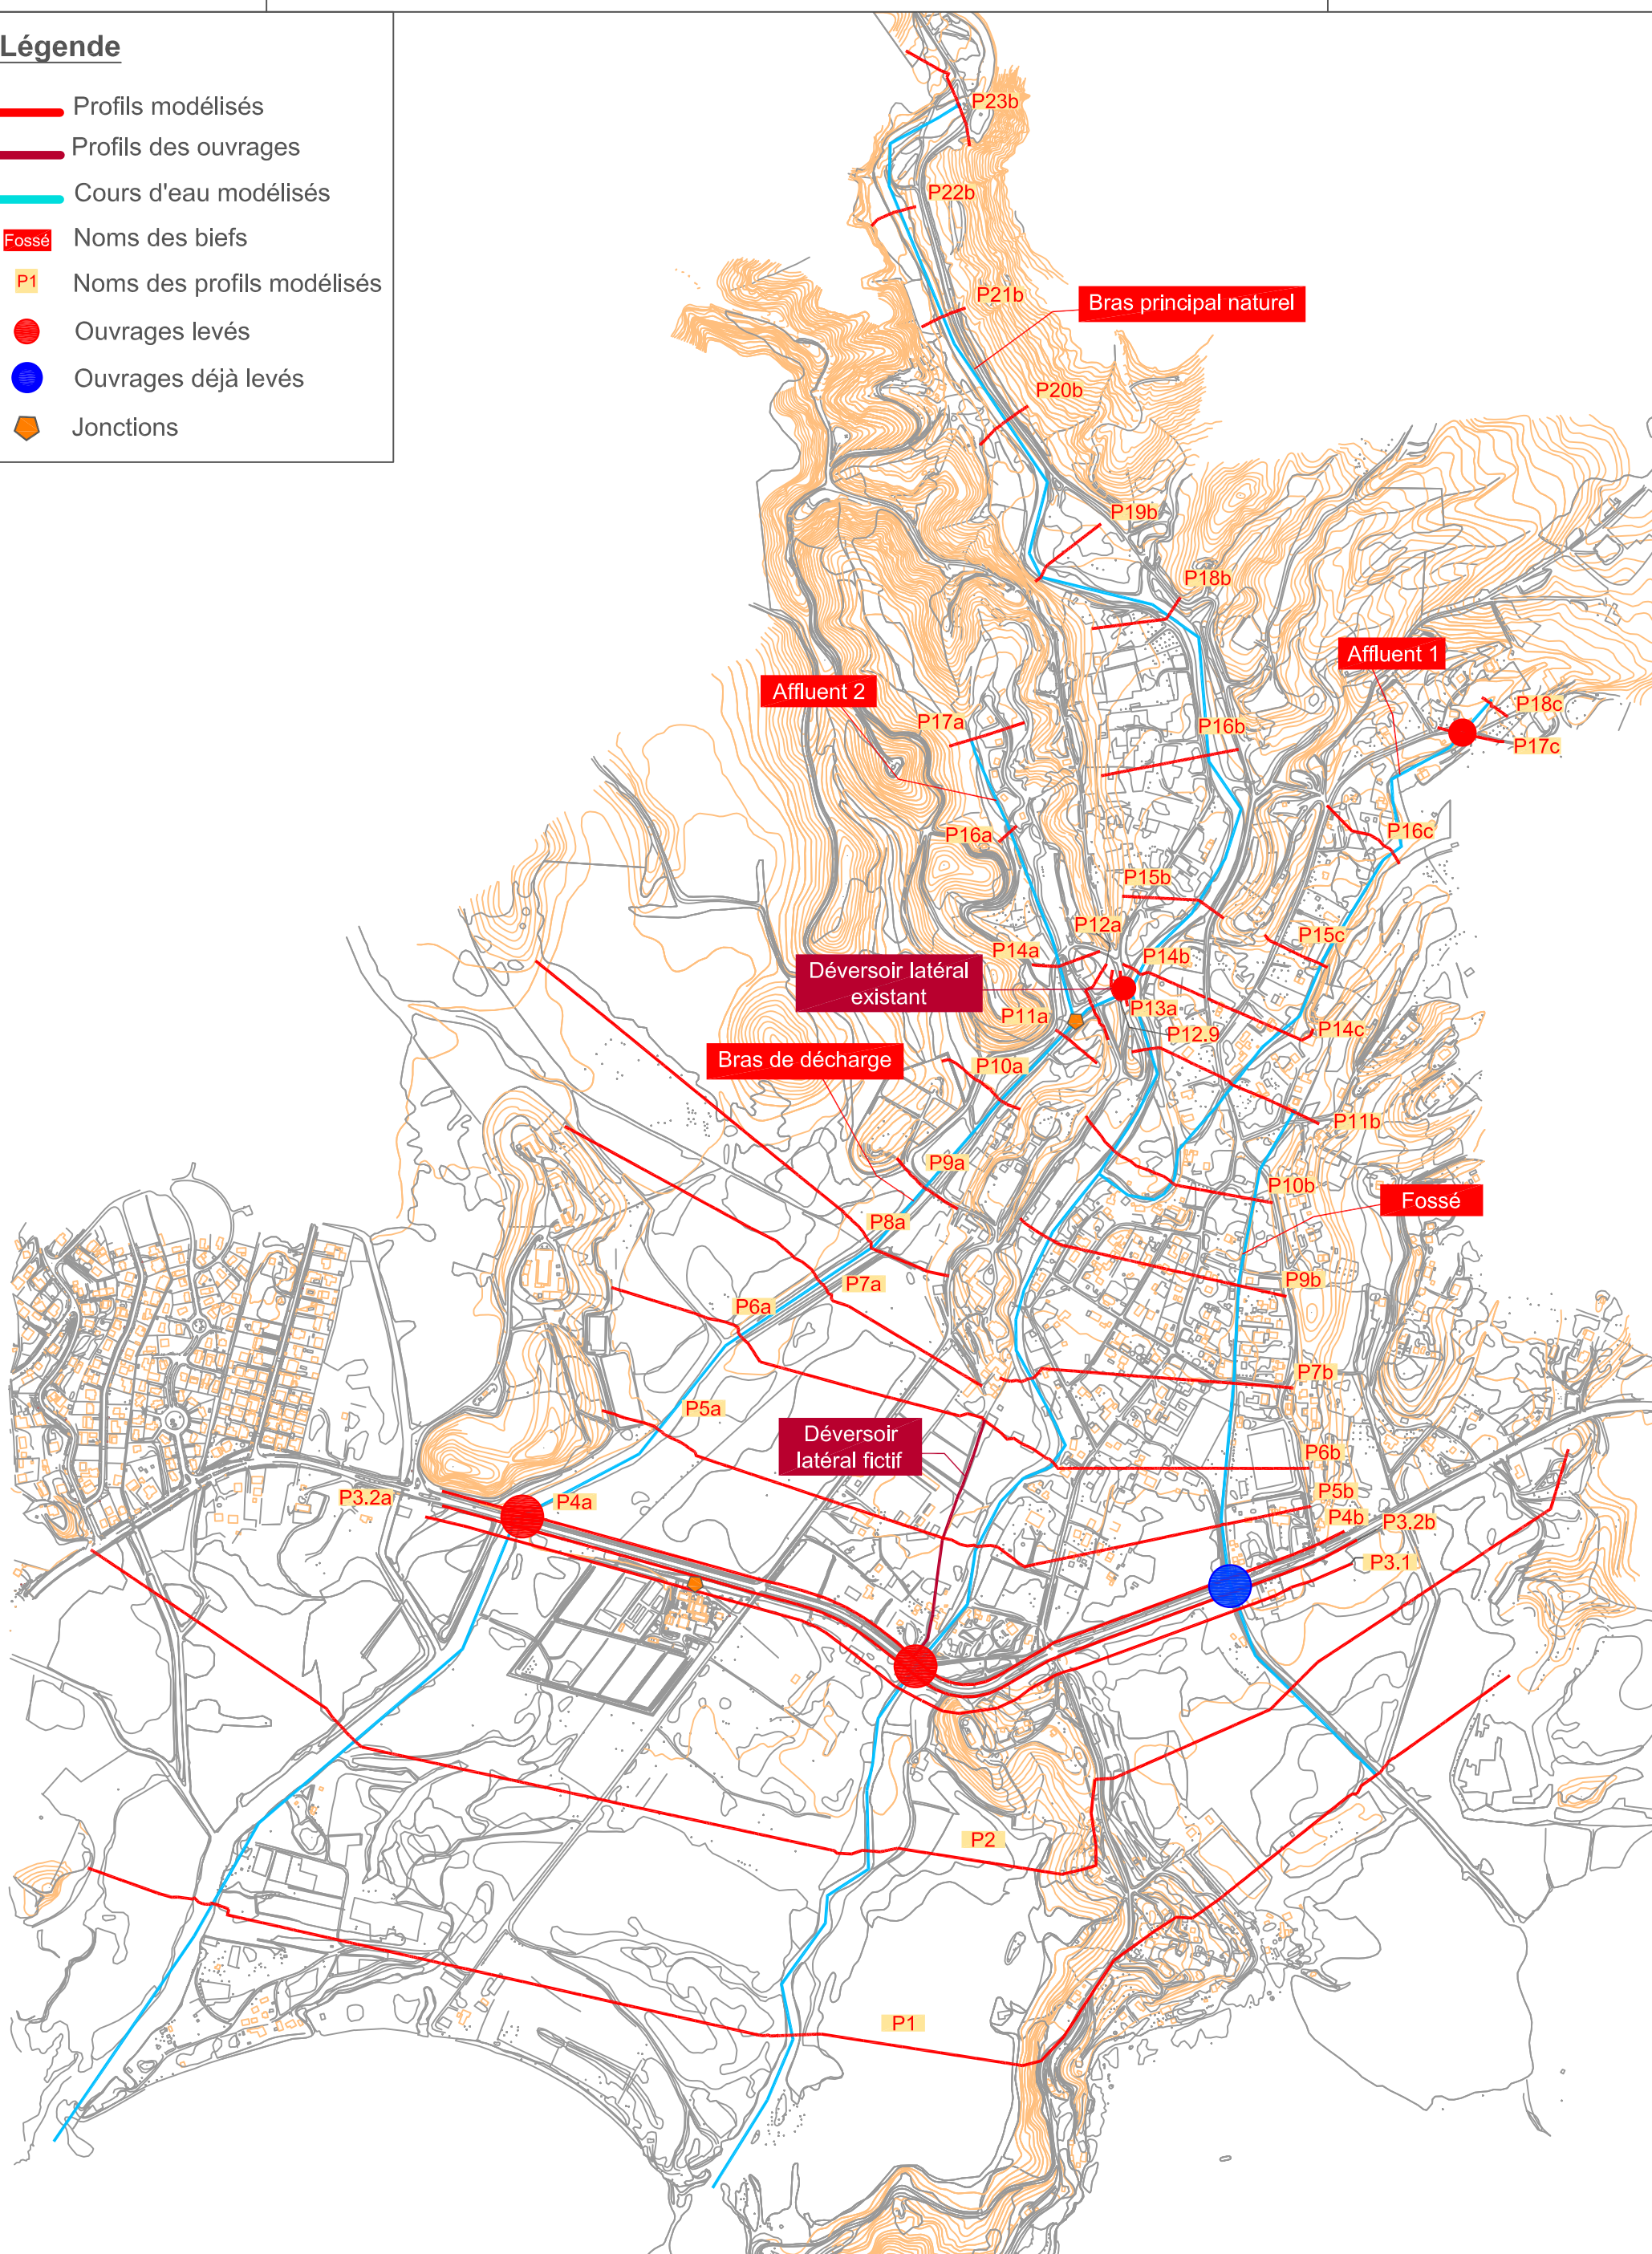 Légende
Profils modélisés
Profils des ouvrages
Cours d'eau modélisés
Fossé Noms des biefs
P1 Noms des profils modélisés
Ouvrages levés
Ouvrages déjà levés
Jonctions
P23b
P22b
P21b
Bras principal naturel
P20b
P19b
P18b
Affluent 1
Affluent 2
P18c
P17a
P16b
P17c
P16a
P16c
P15b
P12a
P15c
P14a
P14b
Déversoir latéral
existant
P13a
P11a
P14c
P12.9
Bras de décharge
P10a
P11b
P9a
P10b
Fossé
P8a
P9b
P7a
P6a
P7b
P5a
Déversoir
latéral fictif
P6b
P5b
P3.2a
P4a
P4b
P3.2b
P3.1
P2
P1